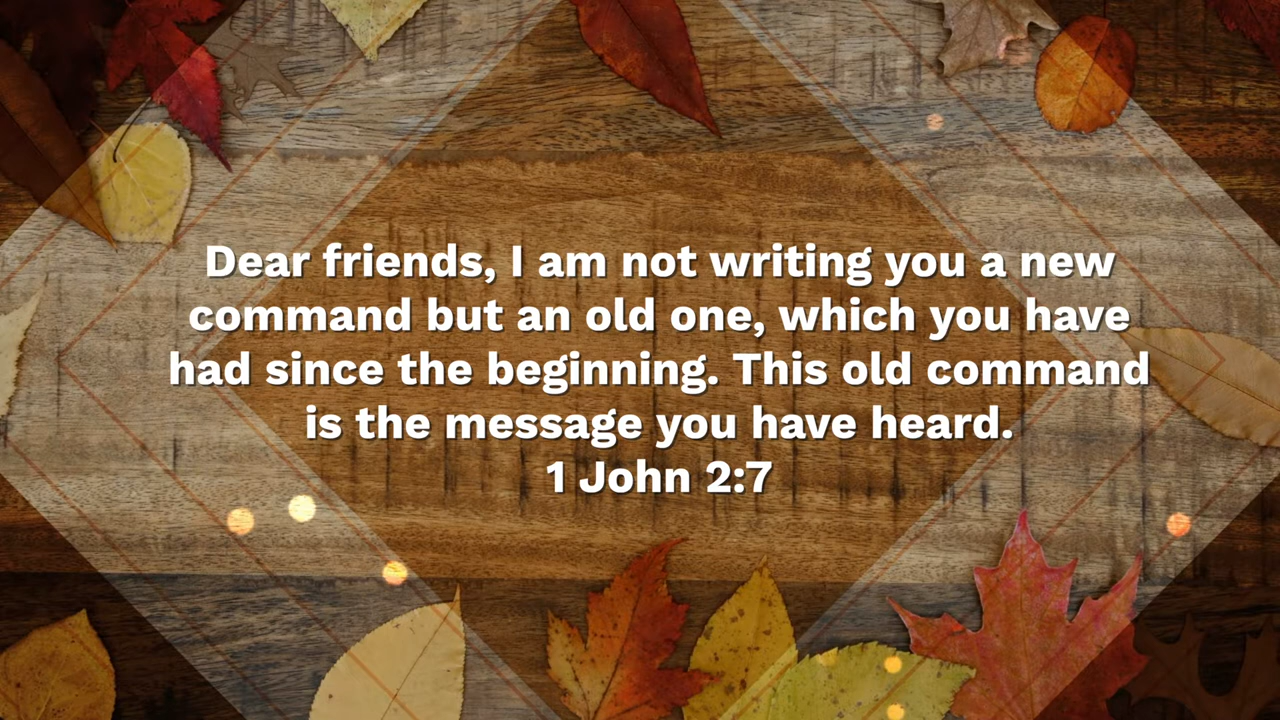 Dear friends, I am not writing you a new
command but an old one, which you have
had since the beginning. This old command
is the message you have heard.
1 John 2:7